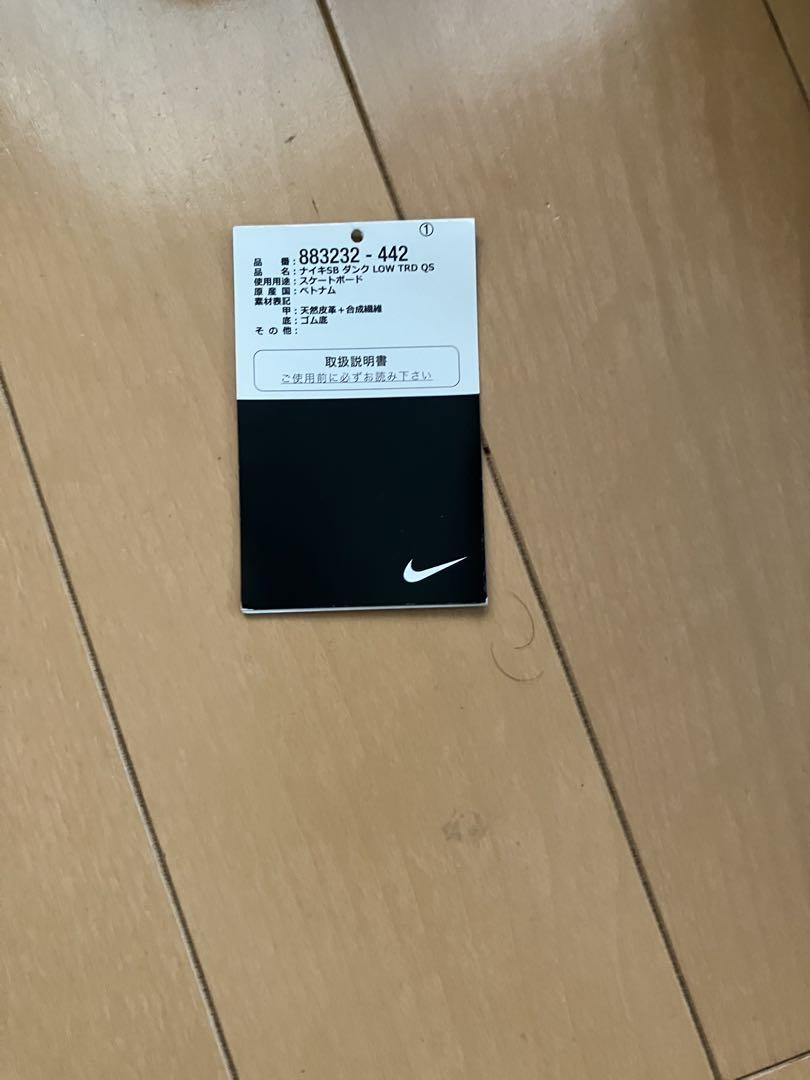 ①
品 番：883232 - 442
品 名：ナイキSB ダンク LOW TRD QS
使用用途：スケートボード
原 産 国：ベトナム
素材表記
甲：天然皮革＋合成繊維
底：ゴム底
そ の 他：
取扱説明書
ご使用前に必ずお読み下さい